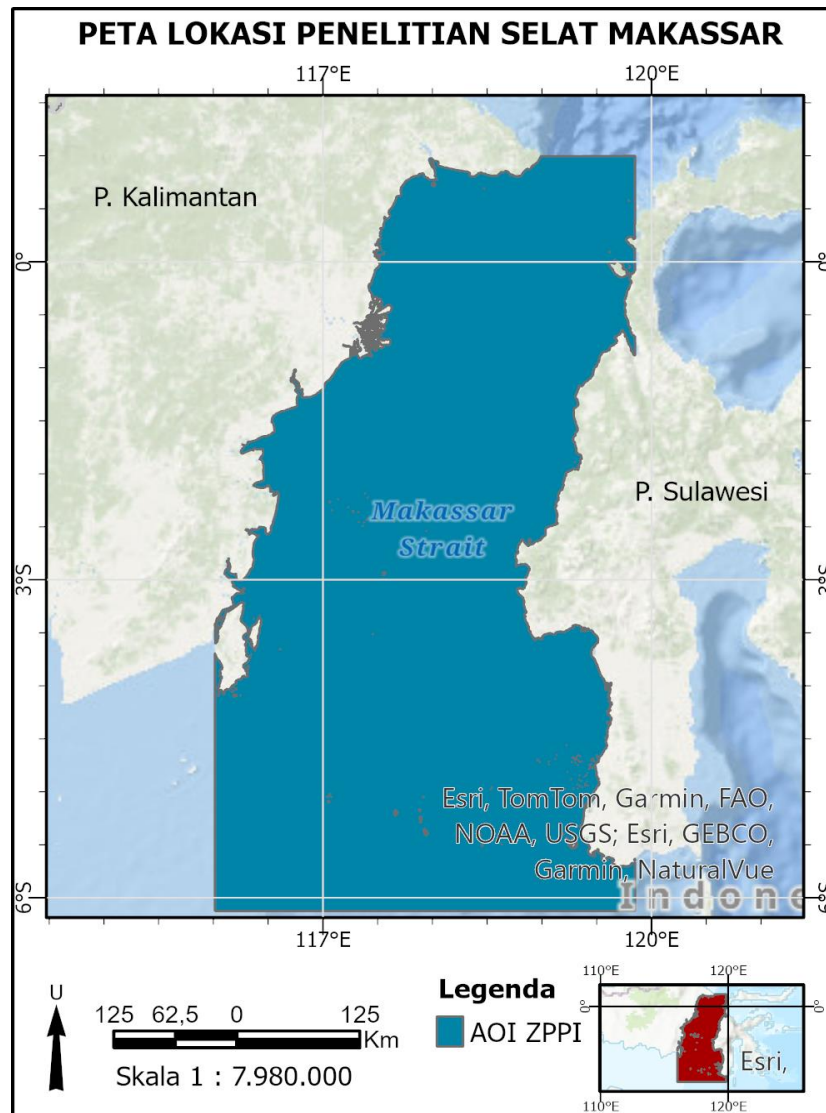 PETA LOKASI PENELITIAN SELAT MAKASSAR
117°E 120°E
P. Kalimantan
0° 0°
Makassar
Strait
P. Sulawesi
3°S 3°S
Esri, TomTom, Garmin, FAO,
NOAA, USGS; Esri, GEBCO,
Garmin, NaturalVue
Indone
6°S 6°S
117°E 120°E
U
125 62,5 0 125
Km
Skala 1 : 7.980.000
Legenda
AOI ZPPI
110°E 120°E
0° 0°
Esri,
110°E 120°E